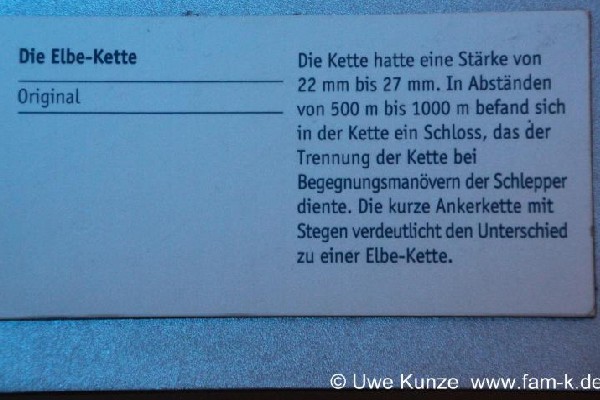 Die Elbe-Kette
Original
Die Kette hatte eine Stärke von
22 mm bis 27 mm. In Abständen
von 500 m bis 1000 m befand sich
in der Kette ein Schloss, das der
Trennung der Kette bei
Begegnungsmanövern der Schlepper
diente. Die kurze Ankerkette mit
Stegen verdeutlicht den Unterschied
zu einer Elbe-Kette.
© Uwe Kunze www.fam-k.de